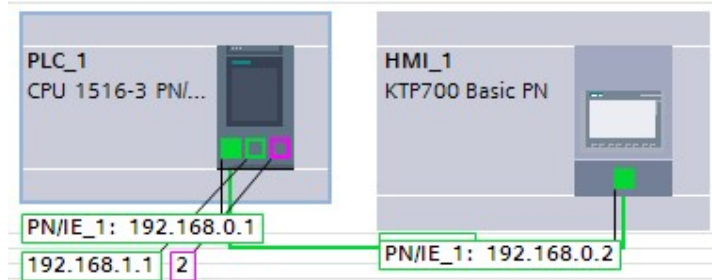 PLC_1
CPU 1516-3 PN/...
HMI_1
KTP700 Basic PN
PN/IE_1: 192.168.0.1
192.168.1.1
2
PN/IE_1: 192.168.0.2